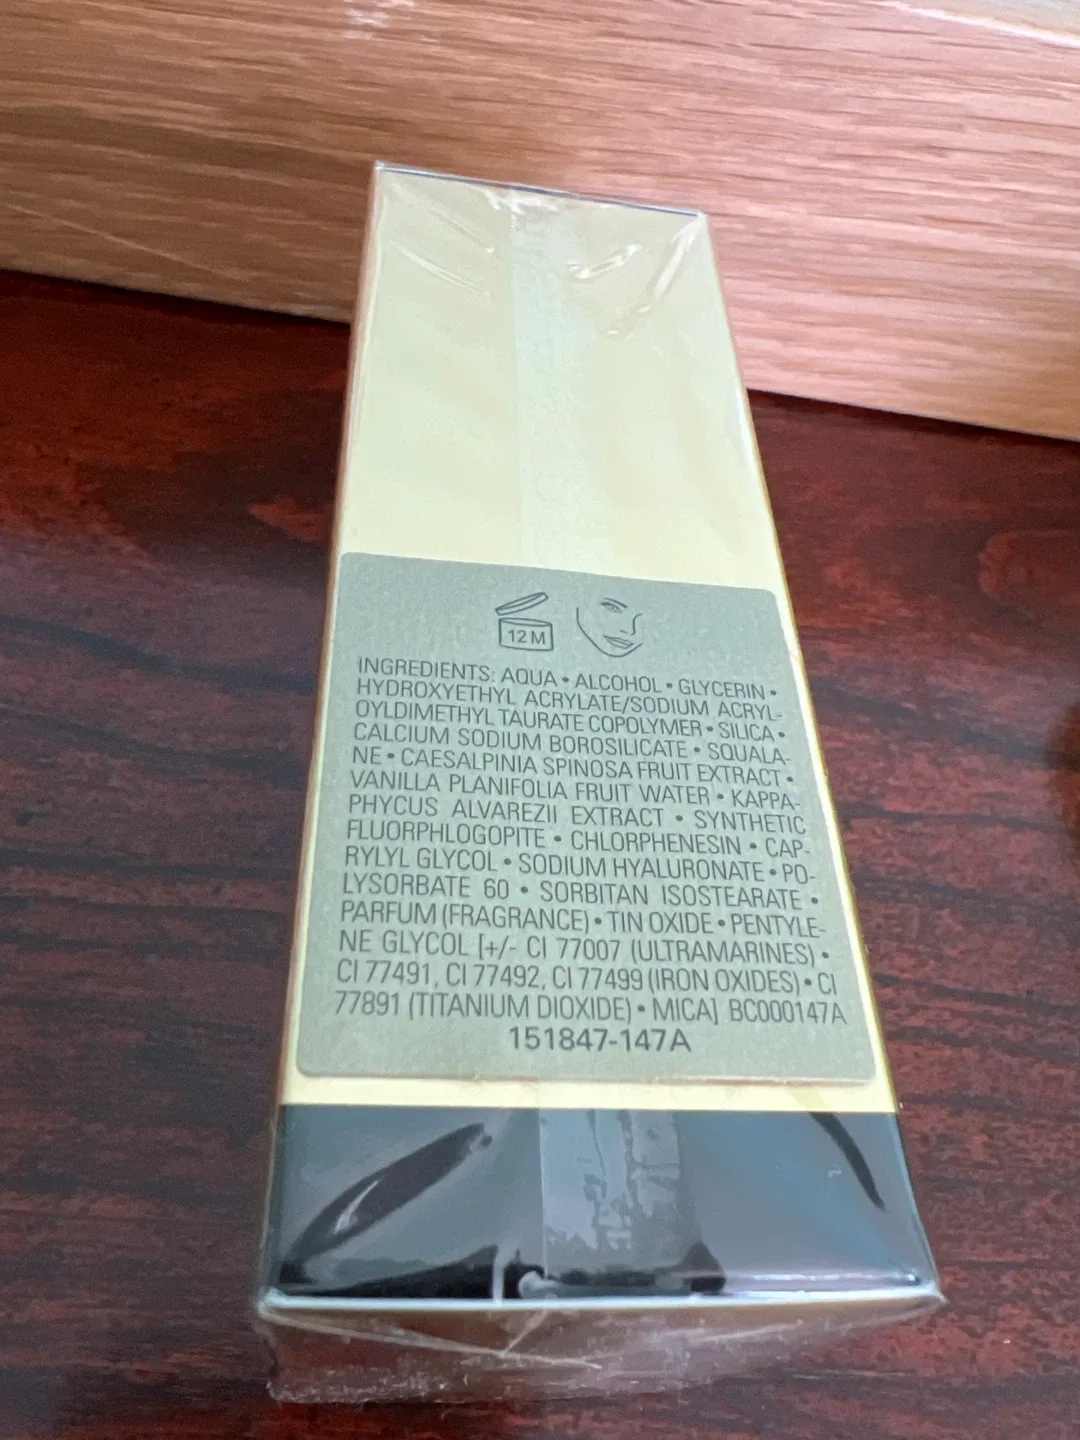 12 M
INGREDIENTS: AQUA • ALCOHOL • GLYCERIN •
HYDROXYETHYL ACRYLATE/SODIUM ACRYL-
OYLDIMETHYL TAURATE COPOLYMER • SILICA •
CALCIUM SODIUM BOROSILICATE • SQUALA-
NE • CAESALPINIA SPINOSA FRUIT EXTRACT •
VANILLA PLANIFOLIA FRUIT WATER • KAPPA-
PHYCUS ALVAREZII EXTRACT • SYNTHETIC
FLUORPHLOGOPITE • CHLORPHENESIN • CAP-
RYLYL GLYCOL • SODIUM HYALURONATE • PO-
LYSORBATE 60 • SORBITAN ISOSTEARATE •
PARFUM (FRAGRANCE) • TIN OXIDE • PENTYLE-
NE GLYCOL [+/- CI 77007 (ULTRAMARINES) •
CI 77491, CI 77492, CI 77499 (IRON OXIDES) • CI
77891 (TITANIUM DIOXIDE) • MICA] BC000147A
151847-147A